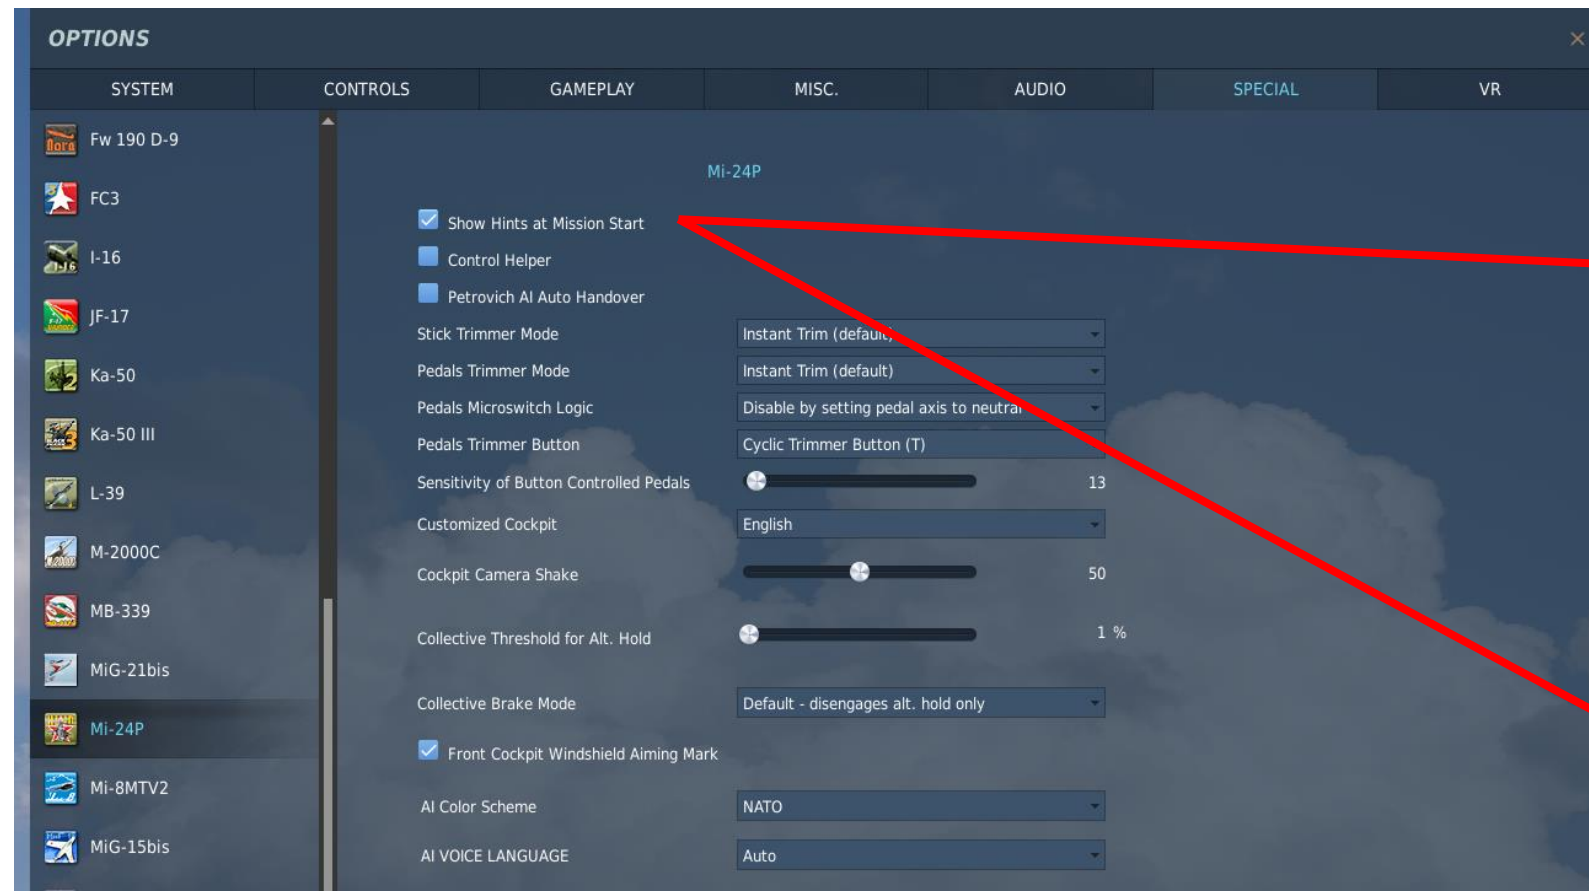 OPTIONS
×
SYSTEM CONTROLS GAMEPLAY MISC. AUDIO SPECIAL VR
Fw 190 D-9
FC3
I-16
JF-17
Ka-50
Ka-50 III
L-39
M-2000C
MB-339
MiG-21bis
Mi-24P
Mi-8MTV2
MiG-15bis
Mi-24P
Show Hints at Mission Start
Control Helper
Petrovich AI Auto Handover
Stick Trimmer Mode Instant Trim (default)
Pedals Trimmer Mode Instant Trim (default)
Pedals Microswitch Logic Disable by setting pedal axis to neutral
Pedals Trimmer Button Cyclic Trimmer Button (T)
Sensitivity of Button Controlled Pedals 13
Customized Cockpit English
Cockpit Camera Shake 50
Collective Threshold for Alt. Hold 1 %
Collective Brake Mode Default - disengages alt. hold only
Front Cockpit Windshield Aiming Mark
AI Color Scheme NATO
AI VOICE LANGUAGE Auto